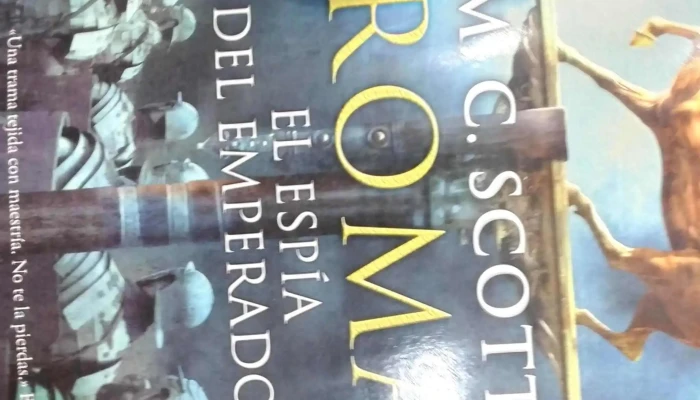 M. C. SCOTT
ROMA
EL ESPÍA
DEL EMPERADO
«Una trama tejida con maestría. No te la pierdas.»